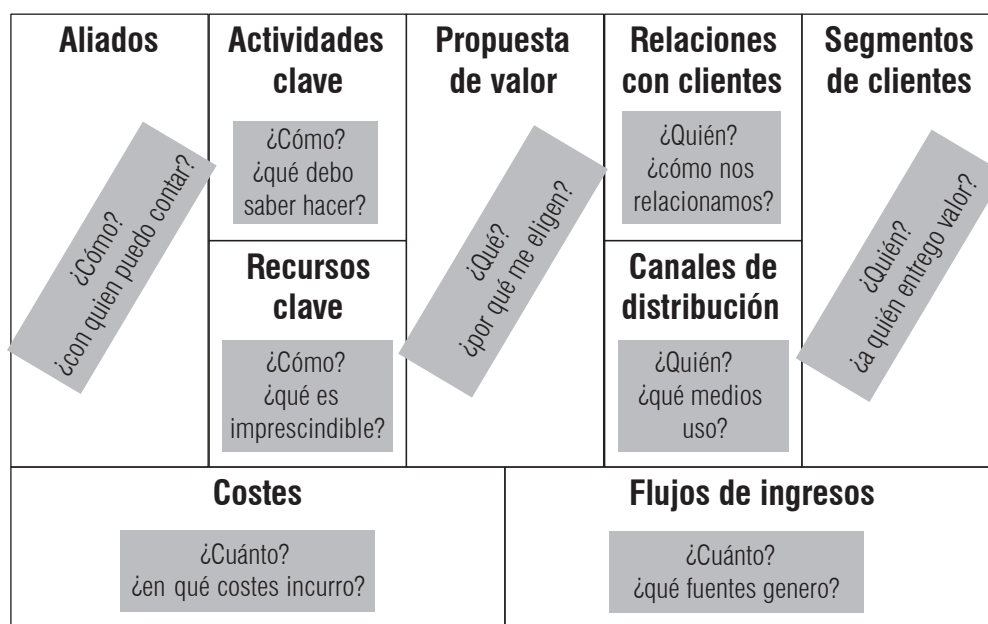 Aliados
¿Cómo?
¿con quien puedo contar?
Actividades
clave
¿Cómo?
¿qué debo
saber hacer?
Recursos
clave
¿Cómo?
¿qué es
imprescindible?
Propuesta
de valor
¿Qué?
¿por qué me eligen?
Relaciones
con clientes
¿Quién?
¿cómo nos
relacionamos?
Canales de
distribución
¿Quién?
¿qué medios
uso?
Segmentos
de clientes
¿Quién?
¿a quién entrego valor?
Costes
¿Cuánto?
¿en qué costes incurro?
Flujos de ingresos
¿Cuánto?
¿qué fuentes genero?